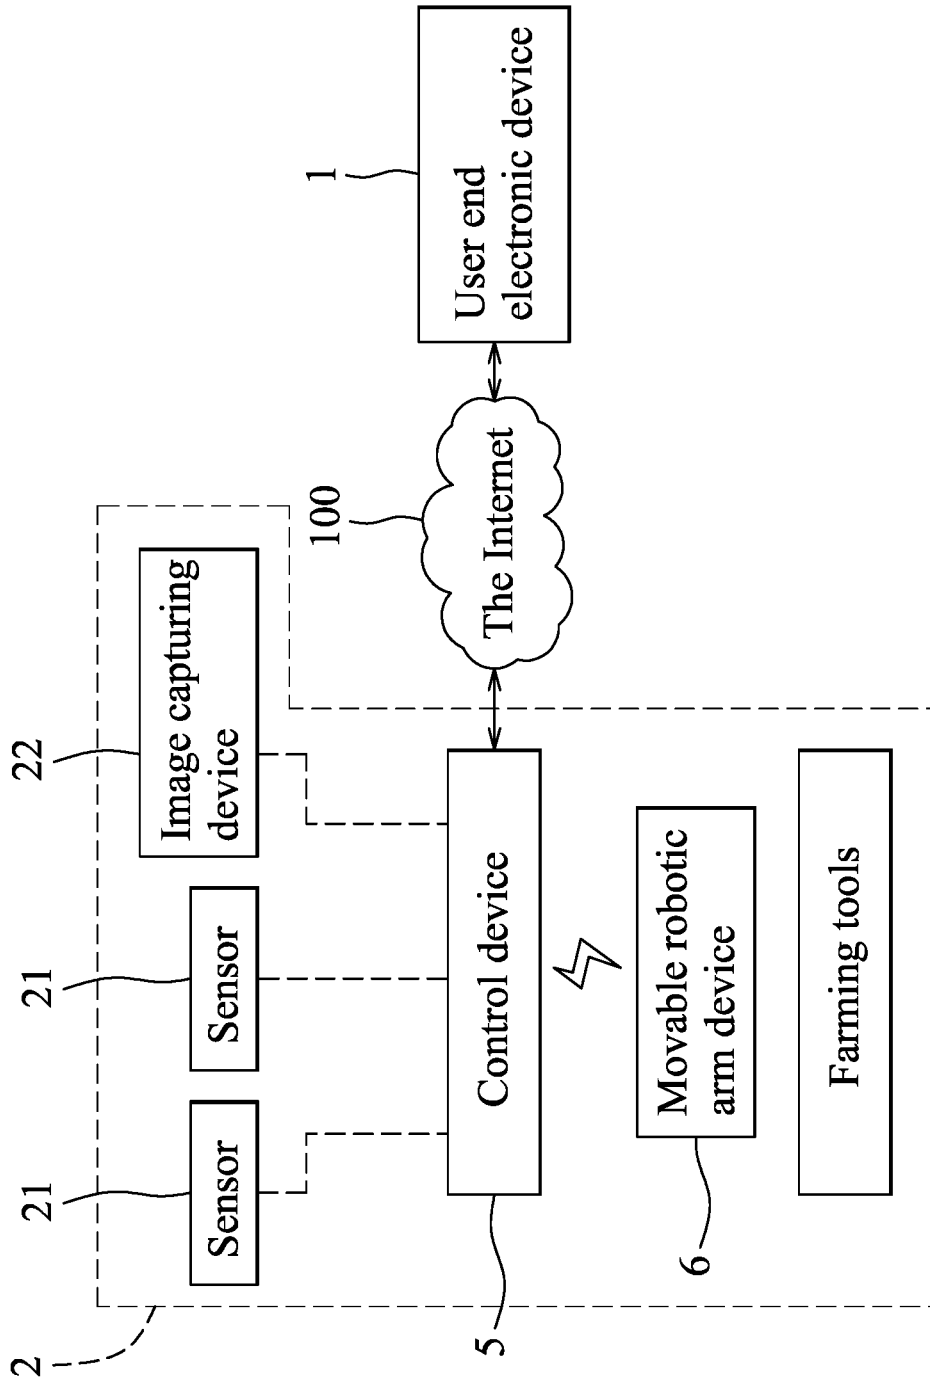 2
21
Sensor
21
Sensor
22
Image capturing
device
5
Control device
100
The Internet
1
User end
electronic device
6
Movable robotic
arm device
Farming tools